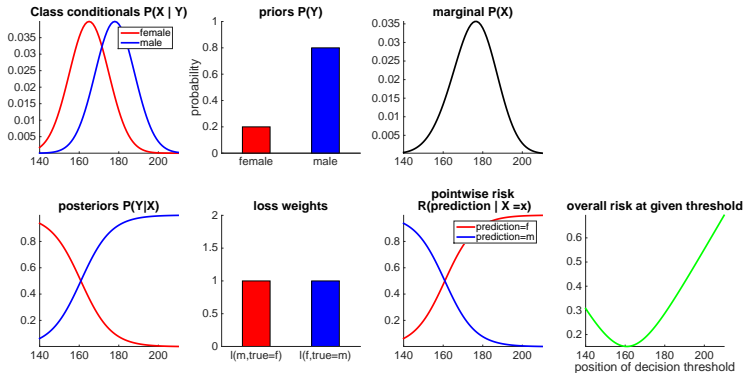 Class conditionals P(X | Y)
female
male
0.035
0.03
0.025
0.02
0.015
0.01
0.005
140 160 180 200
priors P(Y)
probability
1
0.8
0.6
0.4
0.2
0
female male
marginal P(X)
0.035
0.03
0.025
0.02
0.015
0.01
0.005
140 160 180 200
posteriors P(Y|X)
0.8
0.6
0.4
0.2
140 160 180 200
loss weights
2
1.5
1
0.5
0
l(m,true=f) l(f,true=m)
pointwise risk
R(prediction | X =x)
prediction=f
prediction=m
0.8
0.6
0.4
0.2
140 160 180 200
overall risk at given threshold
0.6
0.5
0.4
0.3
0.2
140 160 180 200
position of decision threshold